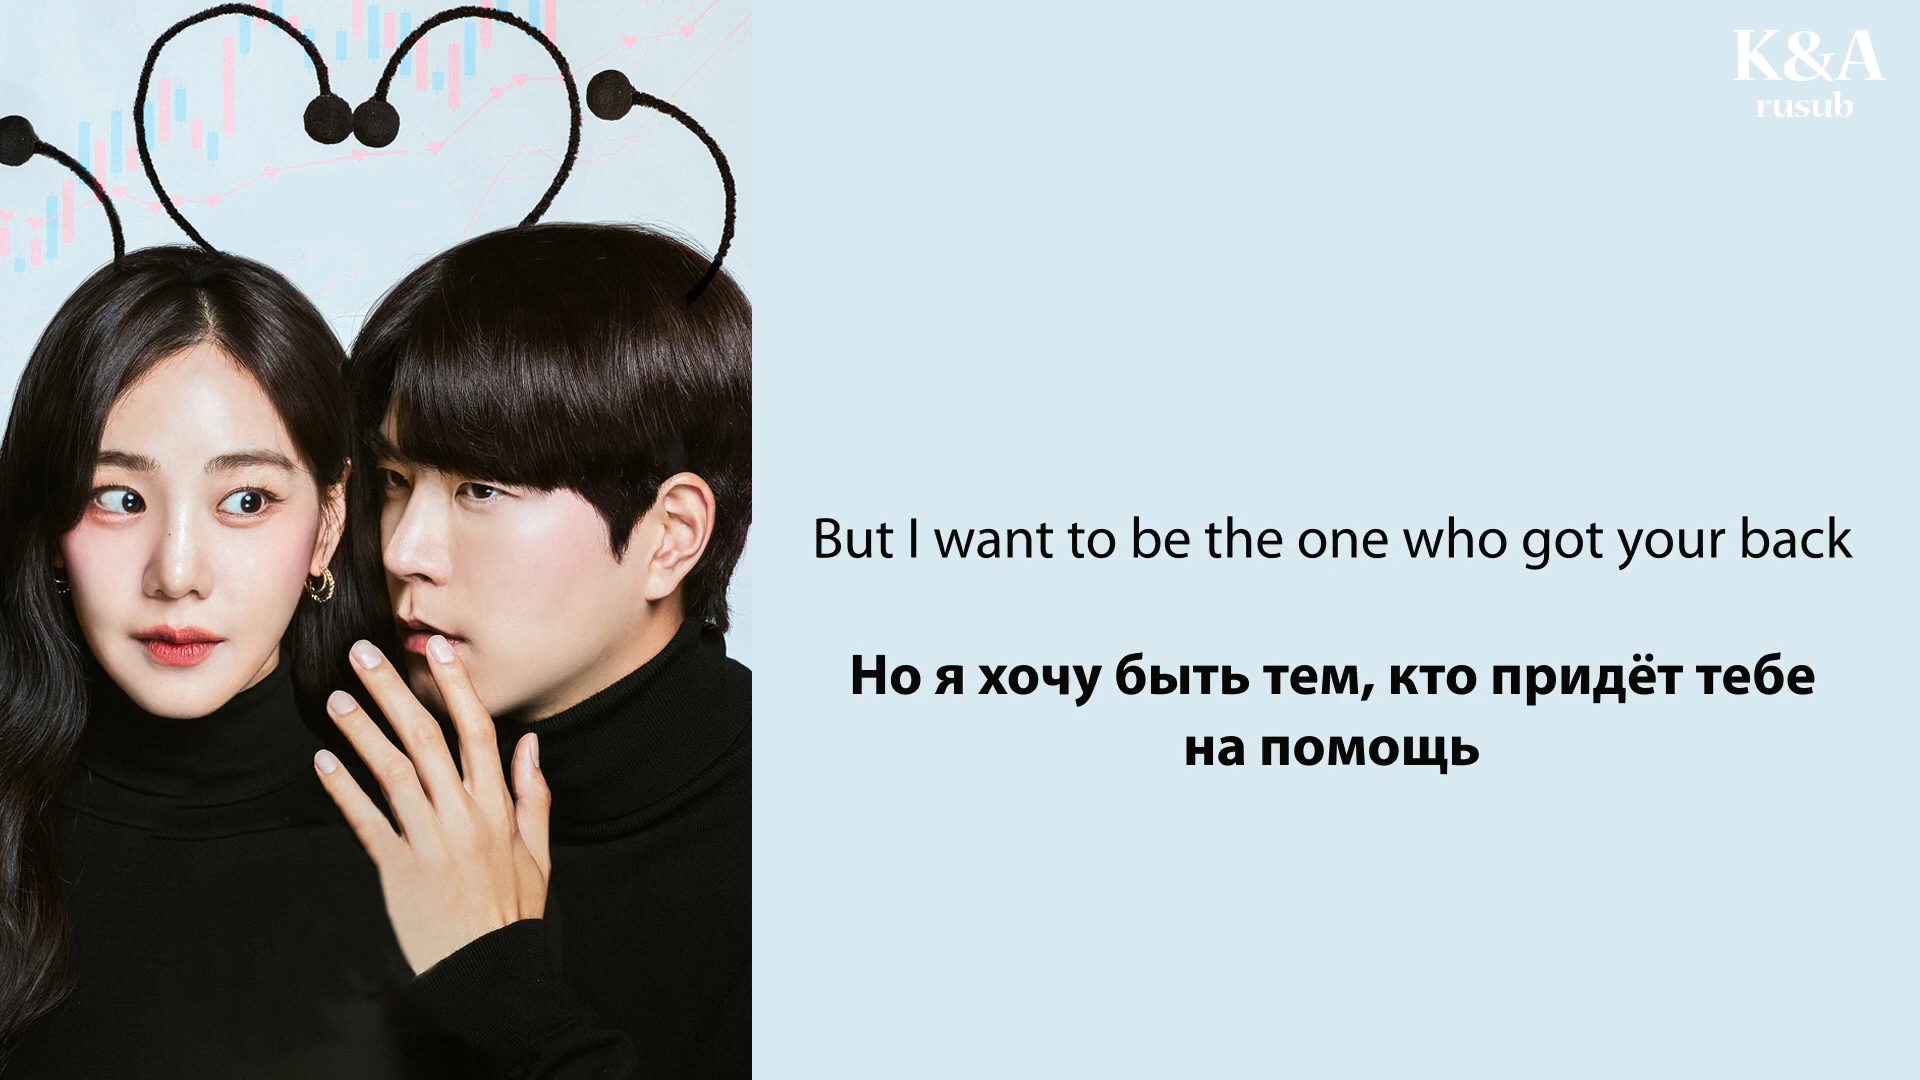 K&A
rusub
But I want to be the one who got your back
Но я хочу быть тем, кто придёт тебе
на помощь